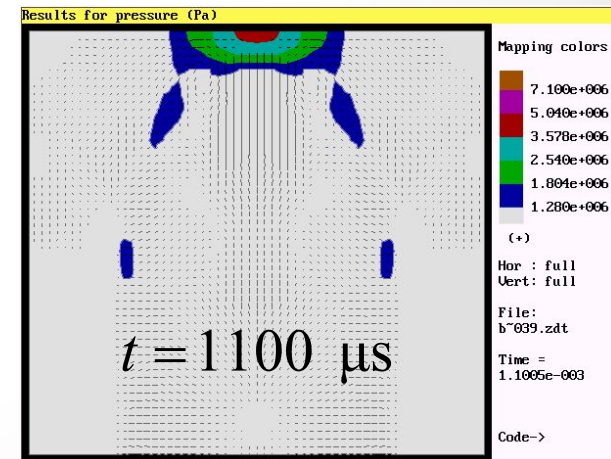 Results for pressure (Pa)
Mapping colors
7.100e+006
5.040e+006
3.578e+006
2.540e+006
1.804e+006
1.280e+006
(+)
Hor : full
Vert: full
File:
b~039.zdt
Time =
1.1005e-003
Code->
t = 1100 μs